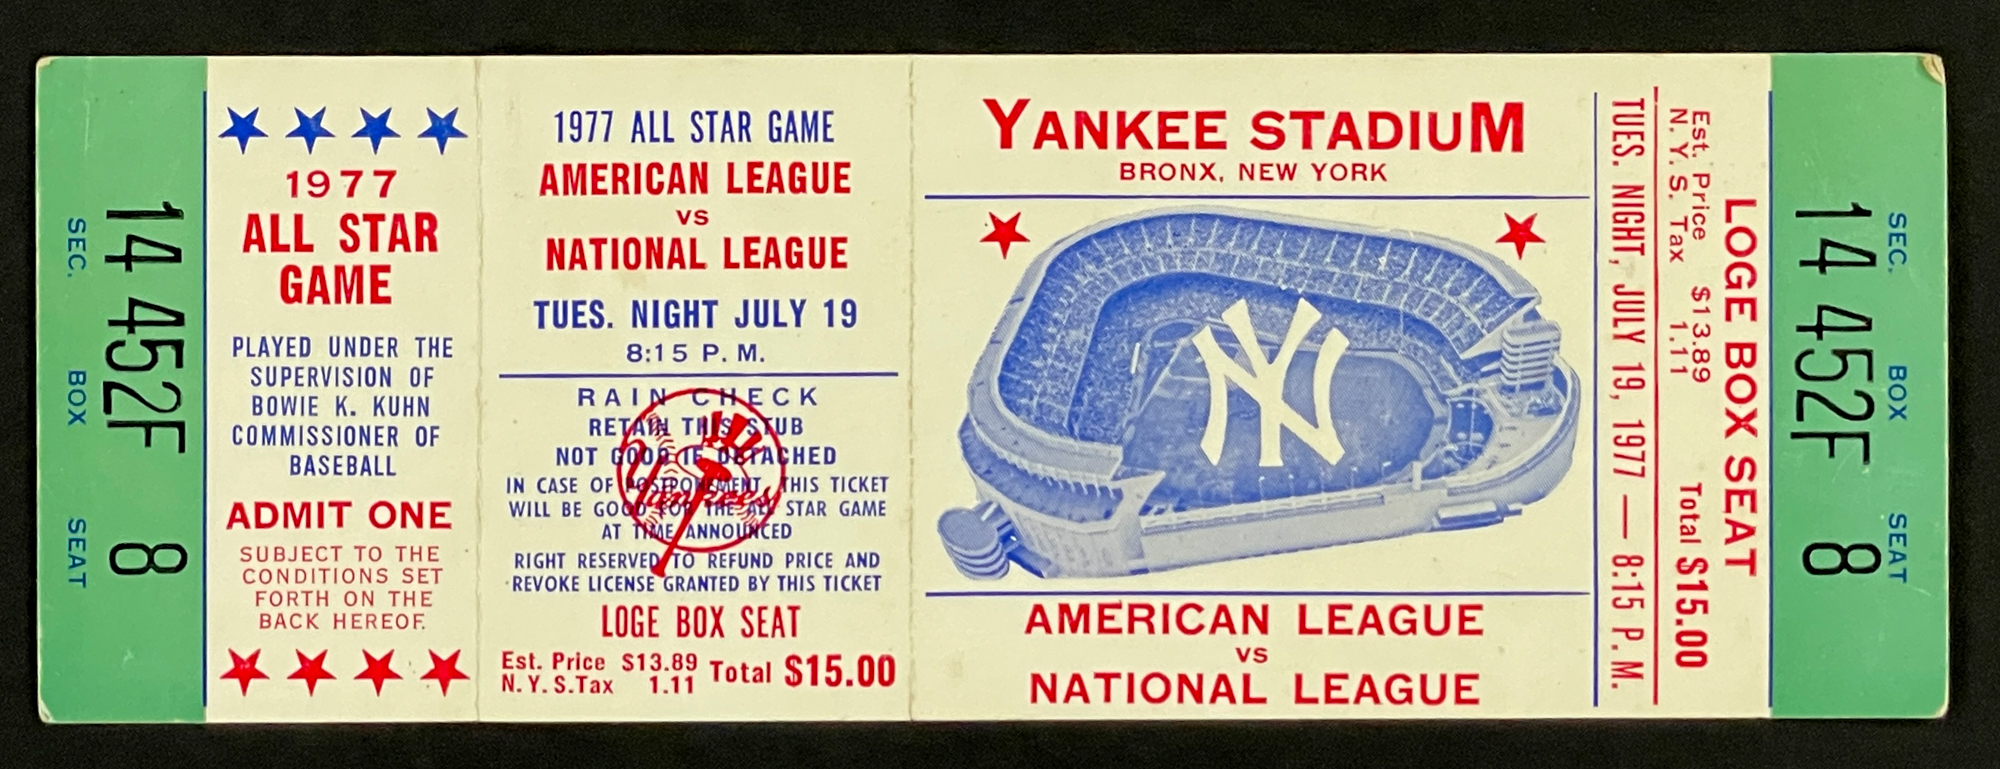 SEC. BOX SEAT
14 452F 8
1977
ALL STAR
GAME
PLAYED UNDER THE
SUPERVISION OF
BOWIE K. KUHN
COMMISSIONER OF
BASEBALL
ADMIT ONE
SUBJECT TO THE
CONDITIONS SET
FORTH ON THE
BACK HEREOF.
1977 ALL STAR GAME
AMERICAN LEAGUE
VS
NATIONAL LEAGUE
TUES. NIGHT JULY 19
8:15 P. M.
RAIN CHECK
RETAIN THIS STUB
NOT GOOD IF DETACHED
IN CASE OF POSTPONEMENT, THIS TICKET
WILL BE GOOD FOR THE ALL STAR GAME
AT TIME ANNOUNCED
Yankees
RIGHT RESERVED TO REFUND PRICE AND
REVOKE LICENSE GRANTED BY THIS TICKET
LOGE BOX SEAT
Est. Price $13.89 Total $15.00
N.Y.S.Tax 1.11
YANKEE STADIUM
BRONX, NEW YORK
NY
AMERICAN LEAGUE
VS
NATIONAL LEAGUE
TUES. NIGHT, JULY 19, 1977 — 8:15 P. M.
Est. Price $13.89
N.Y.S. Tax 1.11
Total $15.00
LOGE BOX SEAT
14 452F 8
SEC. BOX SEAT